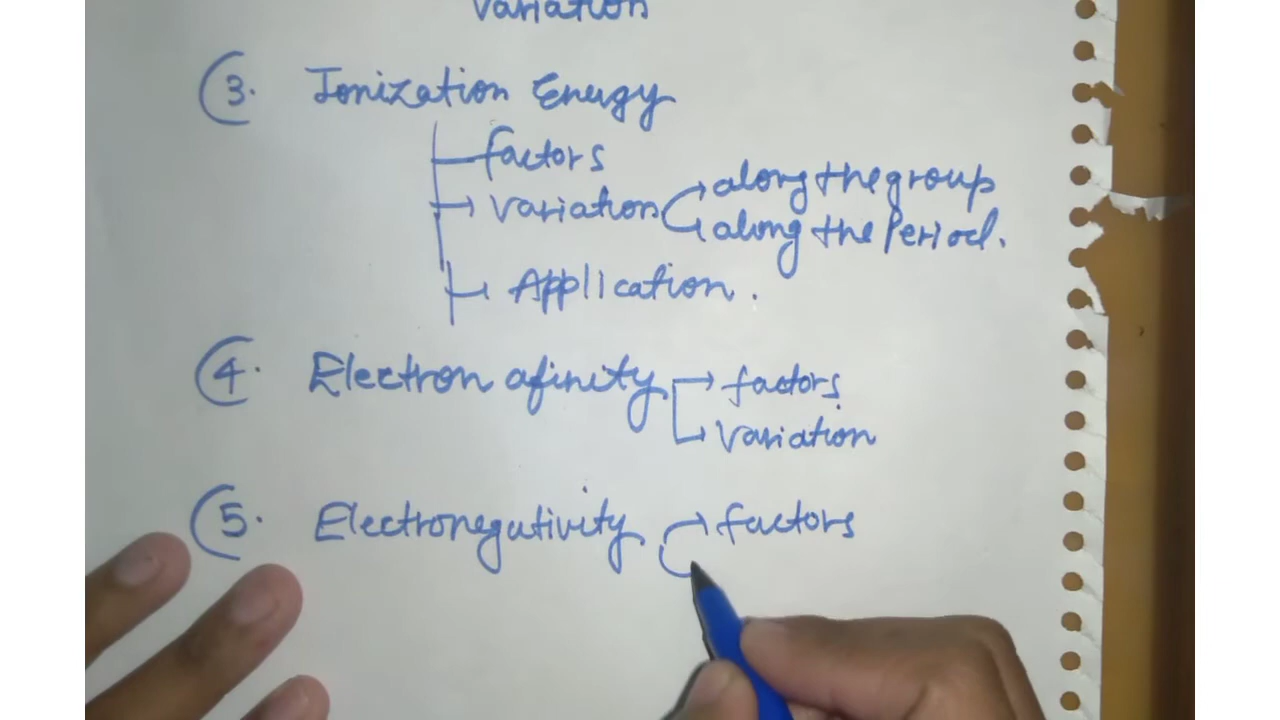 Variation
3. Ionization Energy
factors
variation along the group
along the Period.
Application.
4. Electron afinity factors
Variation
5. Electronegativity factors